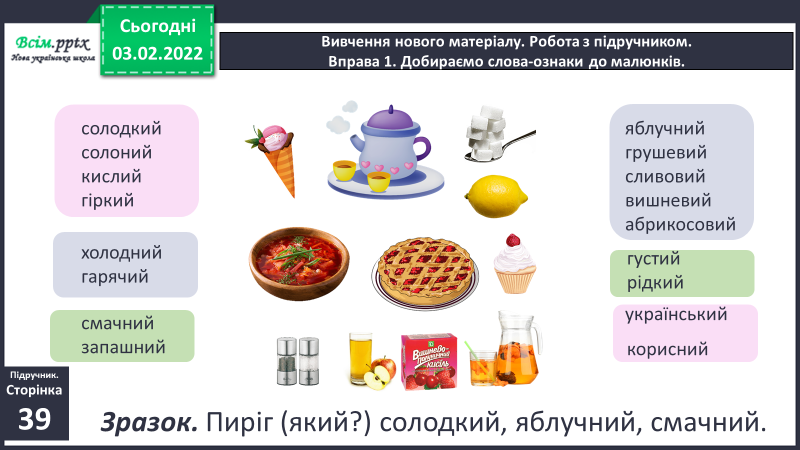 Всім.pptx
Нова українська школа
Сьогодні
03.02.2022
Вивчення нового матеріалу. Робота з підручником.
Вправа 1. Добираємо слова-ознаки до малюнків.
солодкий
солоний
кислий
гіркий
холодний
гарячий
смачний
запашний
яблучний
грушевий
сливовий
вишневий
абрикосовий
густий
рідкий
український
корисний
Вишнево-
кисіль
Підручник.
Сторінка
39
Зразок. Пиріг (який?) солодкий, яблучний, смачний.